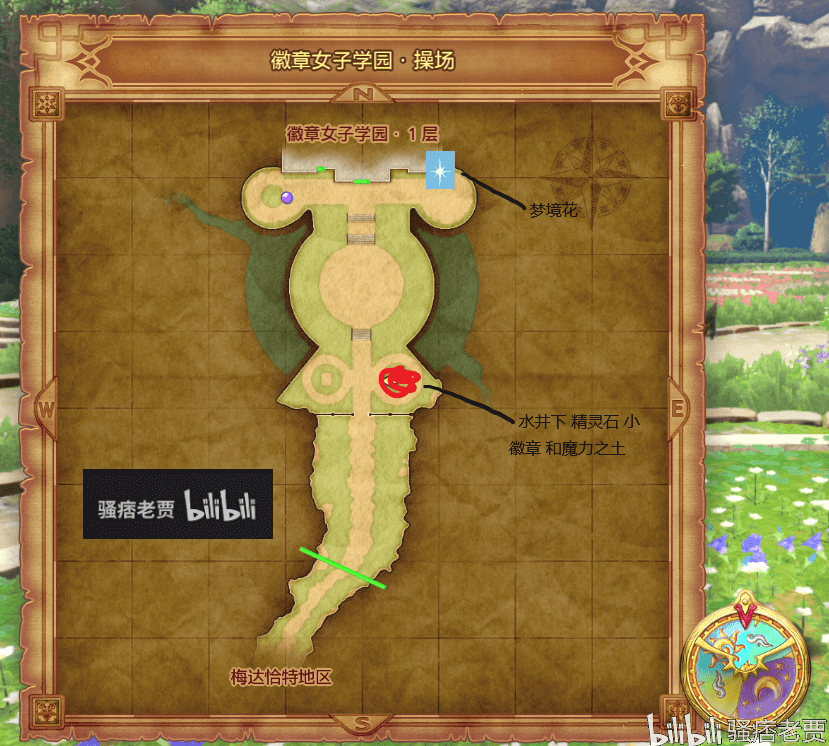 徽章女子学园·操场
N
徽章女子学园·1层
梦境花
W
E
水井下 精灵石 小
徽章 和魔力之土
骚痞老贾 bilibili
梅达恰特地区
S
bilibili 骚痞老贾